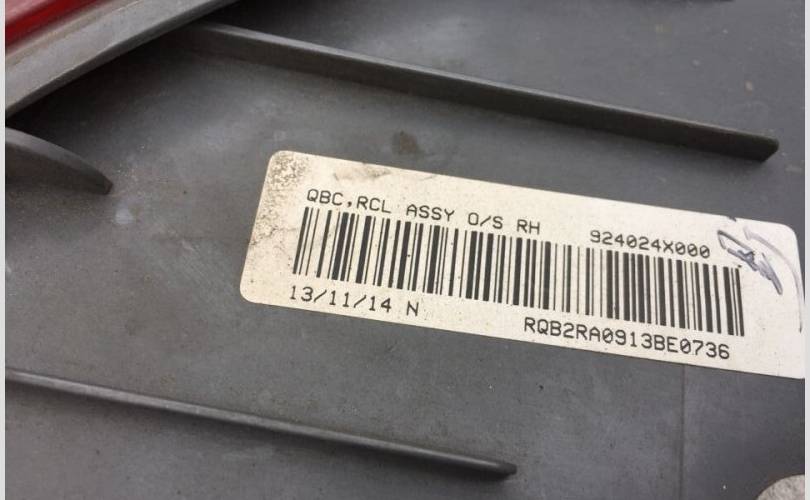 QBC,RCL ASSY O/S RH 924024X000
13/11/14 N RQB2RA0913BE0736